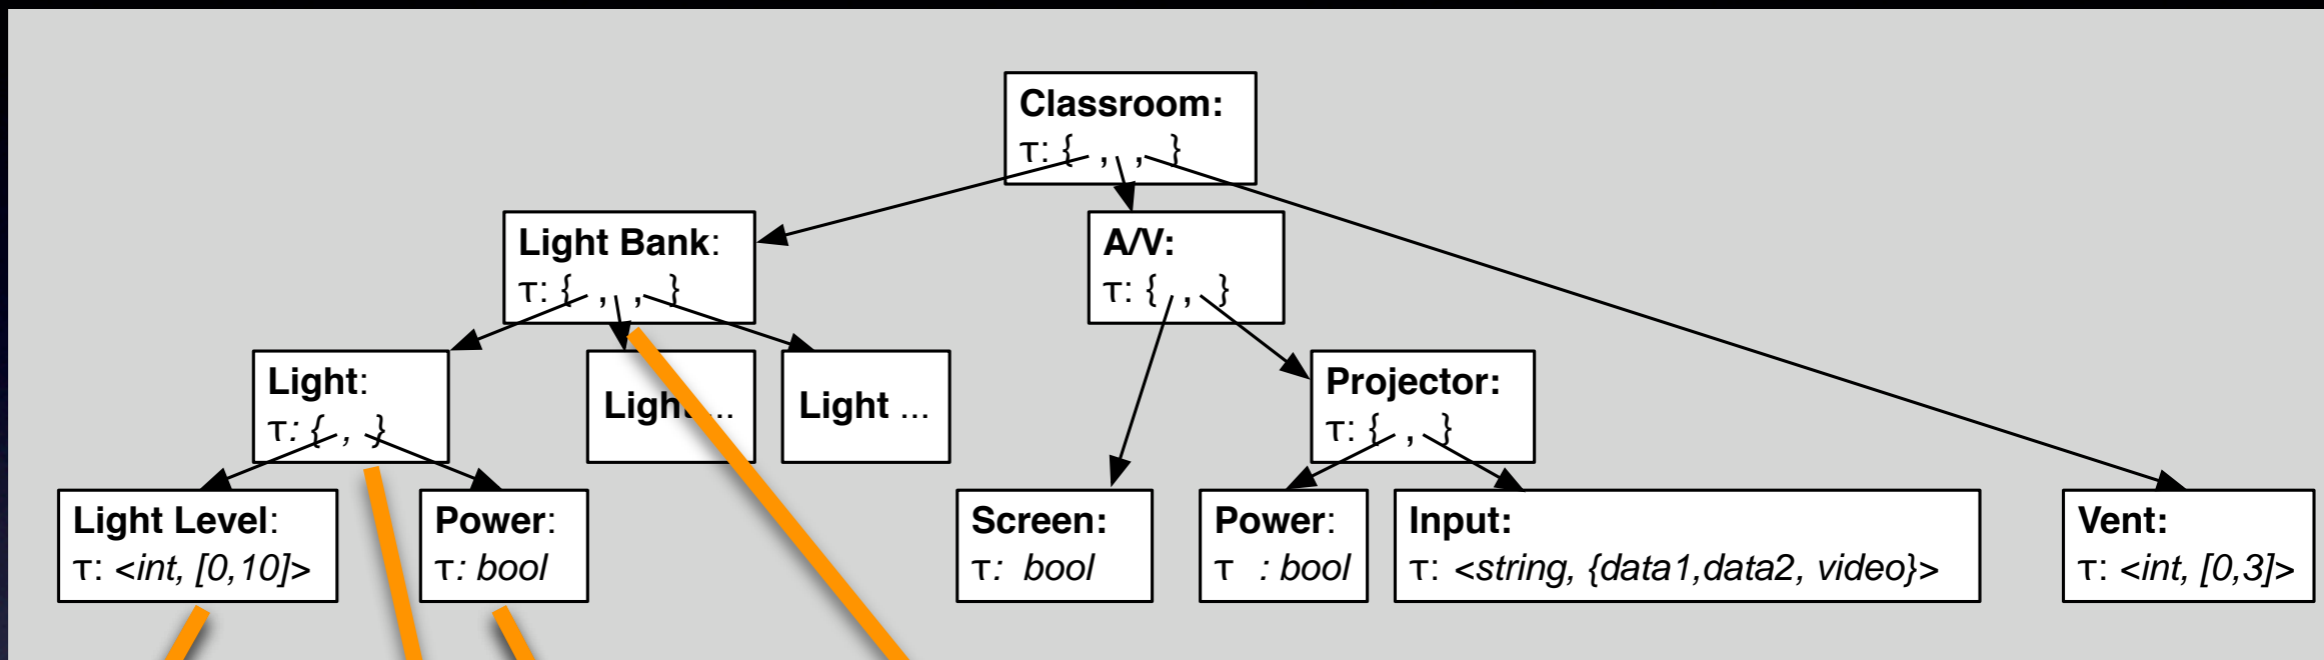 Classroom:
τ: { , , }
Light Bank:
τ: { , , }
A/V:
τ: { , }
Light:
τ: { , }
Light ...
Light ...
Projector:
τ: { , }
Light Level:
τ: <int, [0,10]>
Power:
τ: bool
Screen:
τ: bool
Power:
τ : bool
Input:
τ: <string, {data1,data2, video}>
Vent:
τ: <int, [0,3]>